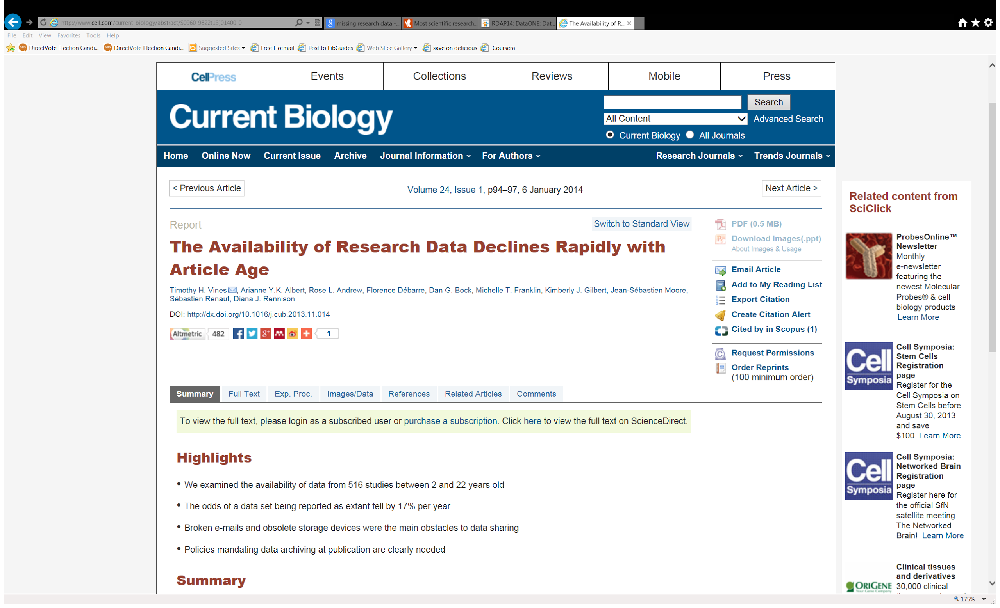 http://www.cell.com/current-biology/abstract/S0960-9822(13)01400-0
missing research data -...
Most scientific research...
RDAP14: DataONE: Dat...
The Availability of R...
File Edit View Favorites Tools Help
DirectVote Election Candi... DirectVote Election Candi... Suggested Sites Free Hotmail Post to LibGuides Web Slice Gallery save on delicious Coursera
CellPress Events Collections Reviews Mobile Press
Current Biology
Search
All Content Advanced Search
Current Biology All Journals
Home Online Now Current Issue Archive Journal Information For Authors Research Journals Trends Journals
< Previous Article Volume 24, Issue 1, p94–97, 6 January 2014 Next Article >
Report Switch to Standard View
The Availability of Research Data Declines Rapidly with
Article Age
Timothy H. Vines, Arianne Y.K. Albert, Rose L. Andrew, Florence Débarre, Dan G. Bock, Michelle T. Franklin, Kimberly J. Gilbert, Jean-Sébastien Moore,
Sébastien Renaut, Diana J. Rennison
DOI: http://dx.doi.org/10.1016/j.cub.2013.11.014
Altmetric 482 1
PDF (0.5 MB)
Download Images(.ppt)
About Images & Usage
Email Article
Add to My Reading List
Export Citation
Create Citation Alert
Cited by in Scopus (1)
Request Permissions
Order Reprints
(100 minimum order)
Summary Full Text Exp. Proc. Images/Data References Related Articles Comments
To view the full text, please login as a subscribed user or purchase a subscription. Click here to view the full text on ScienceDirect.
Highlights
• We examined the availability of data from 516 studies between 2 and 22 years old
• The odds of a data set being reported as extant fell by 17% per year
• Broken e-mails and obsolete storage devices were the main obstacles to data sharing
• Policies mandating data archiving at publication are clearly needed
Summary
Related content from
SciClick
ProbesOnline™
Newsletter
Monthly
e-newsletter
featuring the
newest Molecular
Probes® & cell
biology products
Learn More
Cell
Symposia
Cell Symposia:
Stem Cells
Registration
page
Register for the
Cell Symposia on
Stem Cells before
August 30, 2013
and save
$100 Learn More
Cell
Symposia
Cell Symposia:
Networked Brain
Registration
page
Register here for
the official SfN
satellite meeting
The Networked
Brain! Learn More
ORIGENE
Your Gene Company
Clinical tissues
and derivatives
30,000 clinical
175%